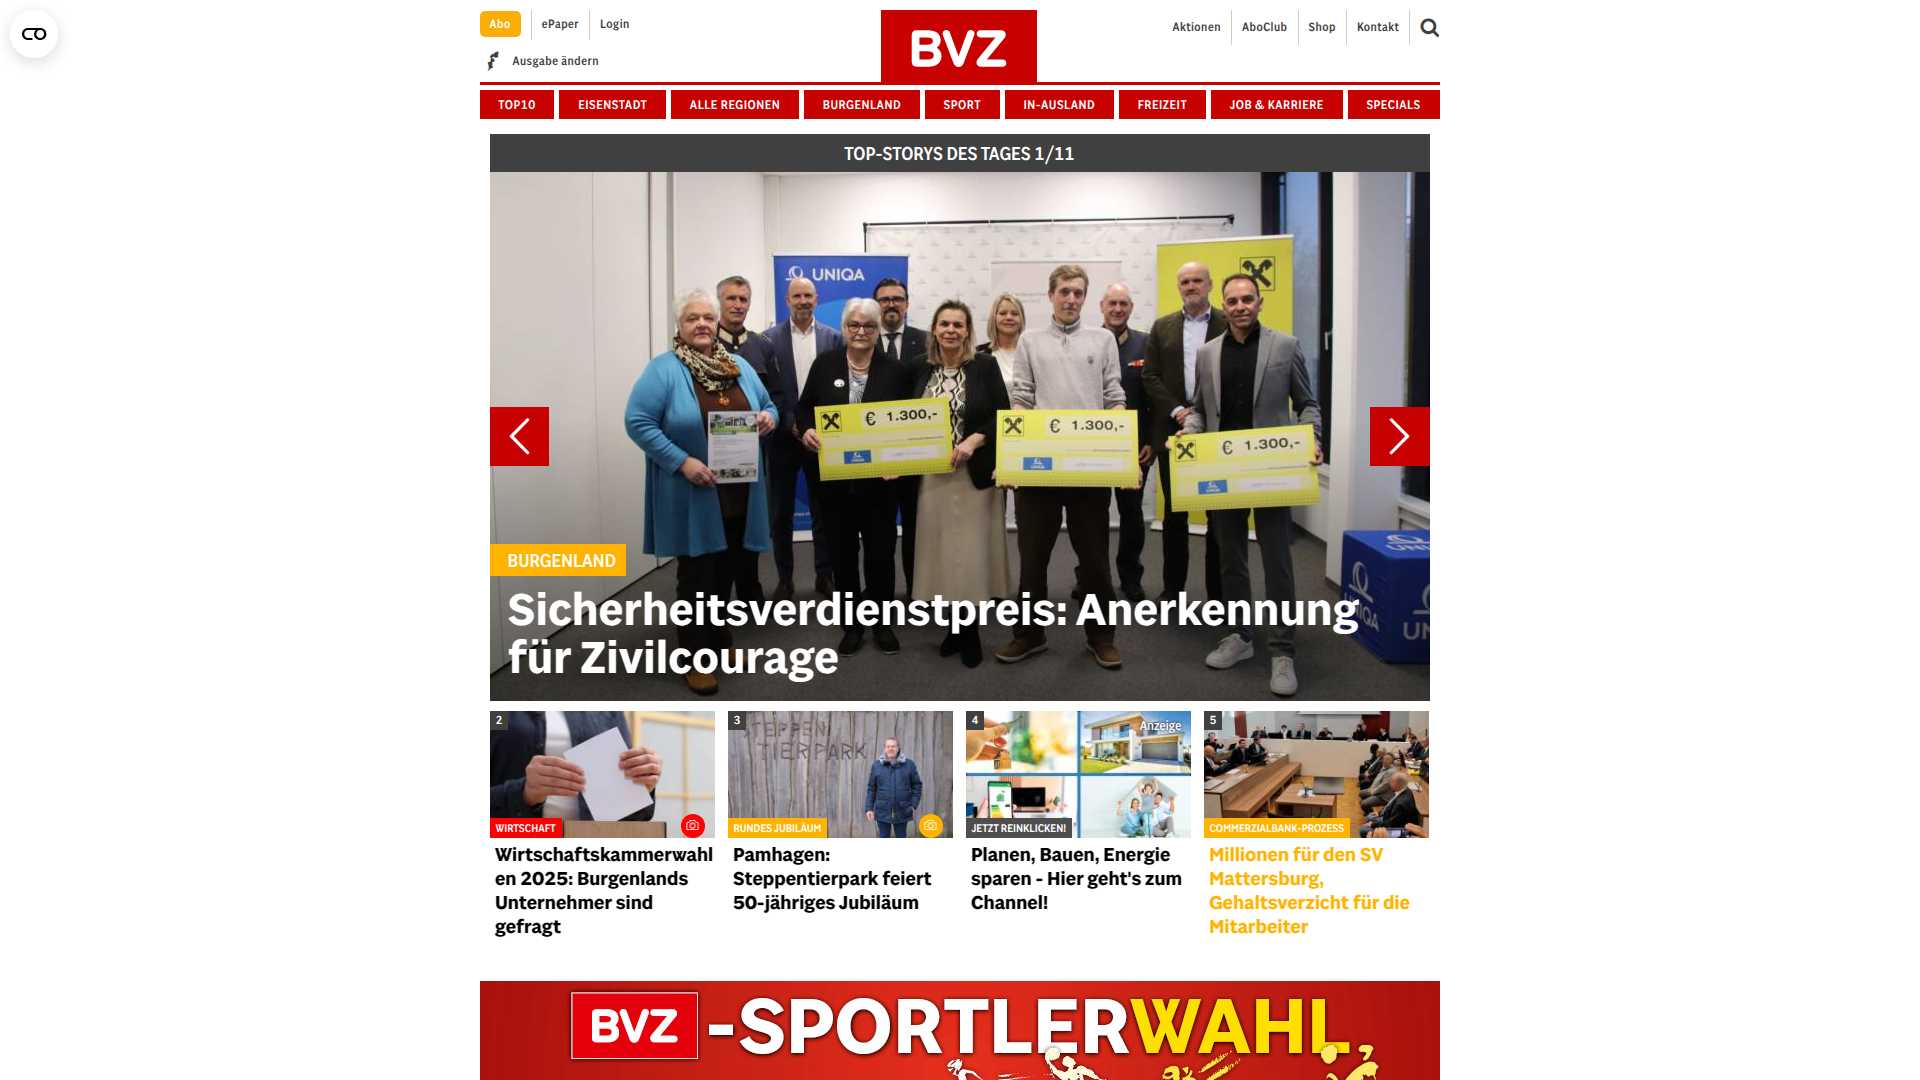 Abo
ePaper
Login
Ausgabe ändern
BVZ
Aktionen
AboClub
Shop
Kontakt
TOP10
EISENSTADT
ALLE REGIONEN
BURGENLAND
SPORT
IN-AUSLAND
FREIZEIT
JOB & KARRIERE
SPECIALS
TOP-STORYS DES TAGES 1/11
UNIQA
€ 1.300,-
€ 1.300,-
€ 1.300,-
UNIQA
BURGENLAND
Sicherheitsverdienstpreis: Anerkennung
für Zivilcourage
2
WIRTSCHAFT
Wirtschaftskammerwahl
en 2025: Burgenlands
Unternehmer sind
gefragt
3
STEPPEN
TIERPARK
RUNDES JUBILÄUM
Pamhagen:
Steppentierpark feiert
50-jähriges Jubiläum
4
Anzeige
JETZT REINKLICKEN!
Planen, Bauen, Energie
sparen - Hier geht's zum
Channel!
5
COMMERZIALBANK-PROZESS
Millionen für den SV
Mattersburg,
Gehaltsverzicht für die
Mitarbeiter
BVZ-SPORTLERWAHL